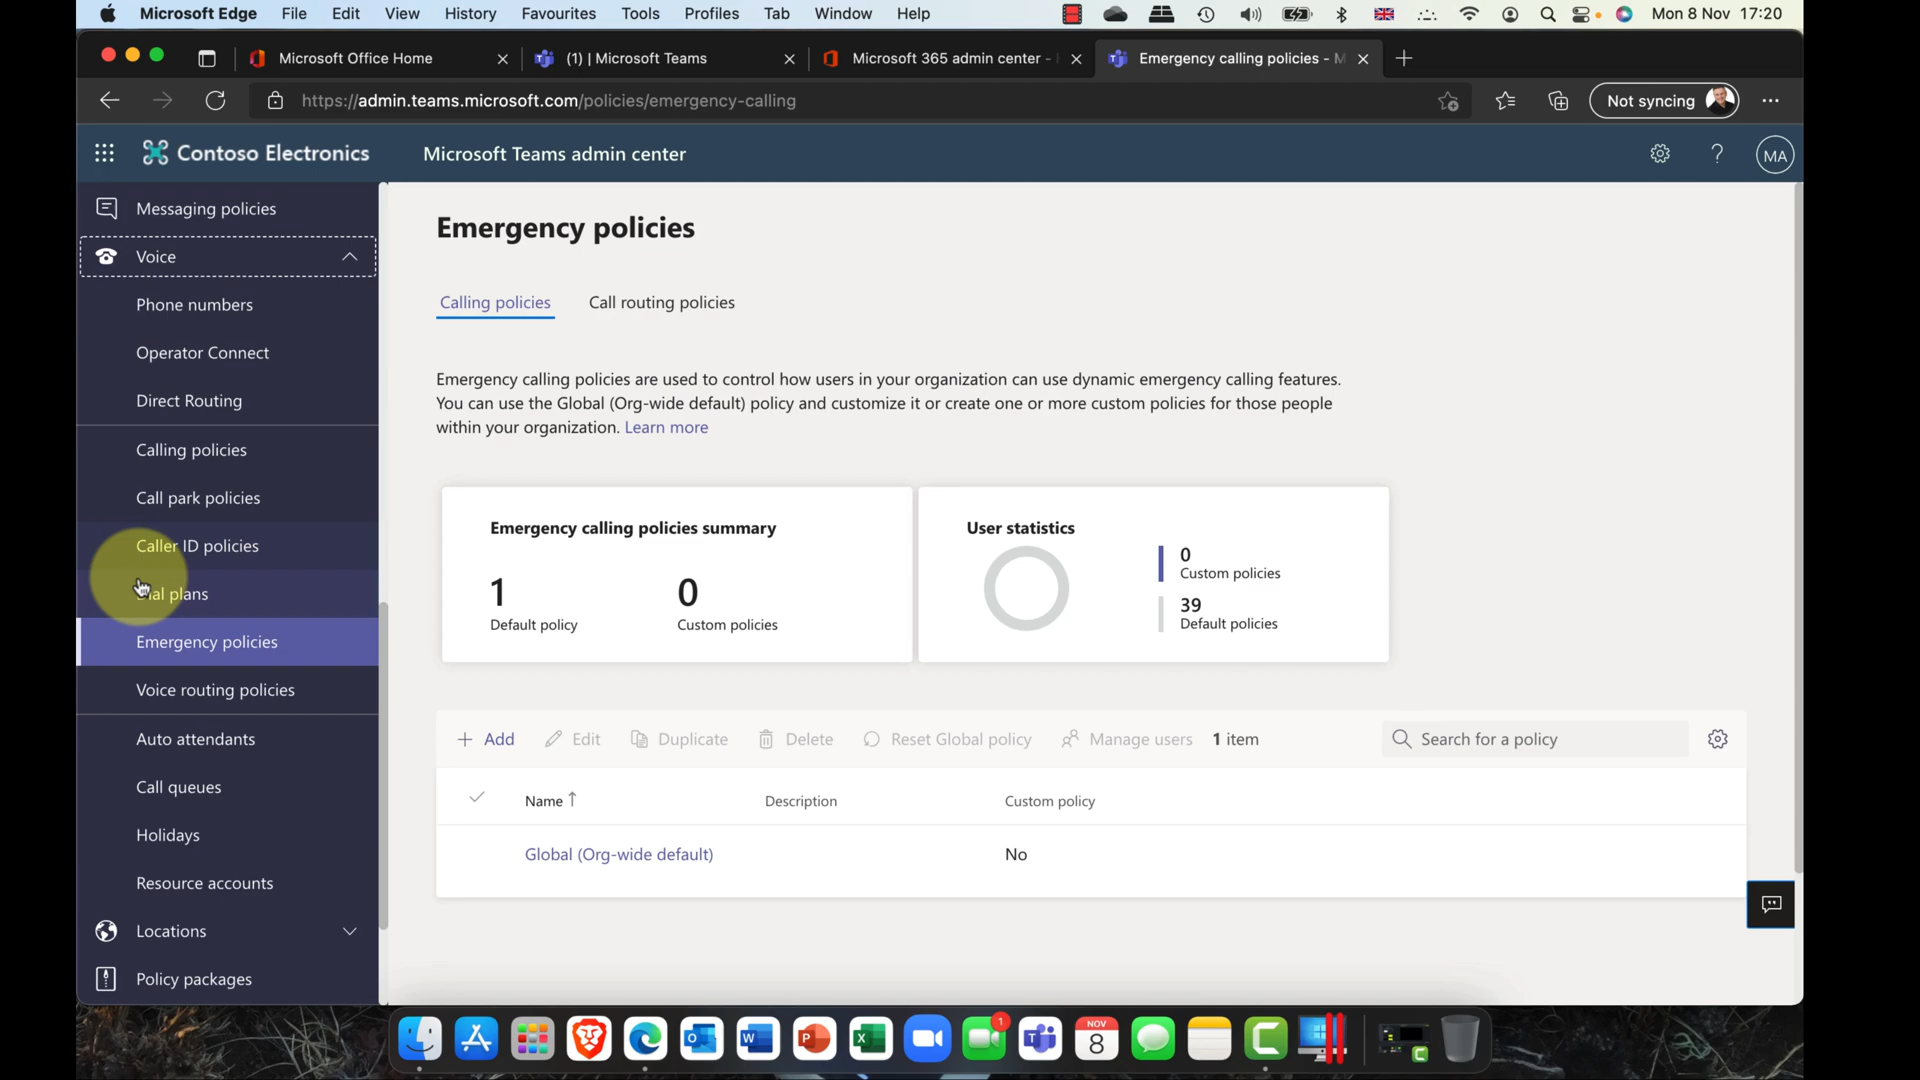 Microsoft Edge File Edit View History Favourites Tools Profiles Tab Window Help Mon 8 Nov 17:20
Microsoft Office Home
(1) | Microsoft Teams
Microsoft 365 admin center -
Emergency calling policies - M
https://admin.teams.microsoft.com/policies/emergency-calling
Not syncing
Contoso Electronics
Microsoft Teams admin center
MA
Messaging policies
Voice
Phone numbers
Operator Connect
Direct Routing
Calling policies
Call park policies
Caller ID policies
Dial plans
Emergency policies
Voice routing policies
Auto attendants
Call queues
Holidays
Resource accounts
Locations
Policy packages
Emergency policies
Calling policies Call routing policies
Emergency calling policies are used to control how users in your organization can use dynamic emergency calling features.
You can use the Global (Org-wide default) policy and customize it or create one or more custom policies for those people
within your organization. Learn more
Emergency calling policies summary
1
Default policy
0
Custom policies
User statistics
0
Custom policies
39
Default policies
Add Edit Duplicate Delete Reset Global policy Manage users 1 item Search for a policy
Name ↑ Description Custom policy
Global (Org-wide default) No
1
NOV
8